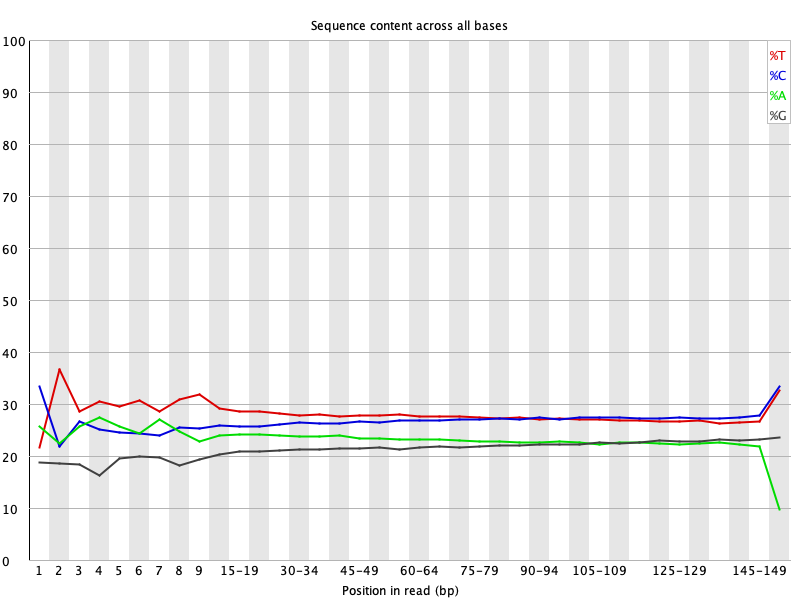 Sequence content across all bases
100
90
80
70
60
50
40
30
20
10
0
%T
%C
%A
%G
1 2 3 4 5 6 7 8 9 15-19 30-34 45-49 60-64 75-79 90-94 105-109 125-129 145-149
Position in read (bp)